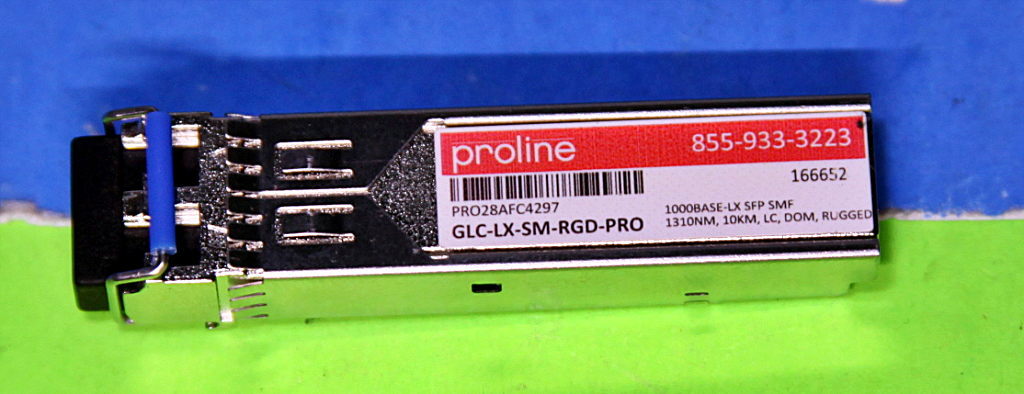 proline 855-933-3223
166652
PRO28AFC4297
GLC-LX-SM-RGD-PRO
1000BASE-LX SFP SMF
1310NM, 10KM, LC, DOM, RUGGED